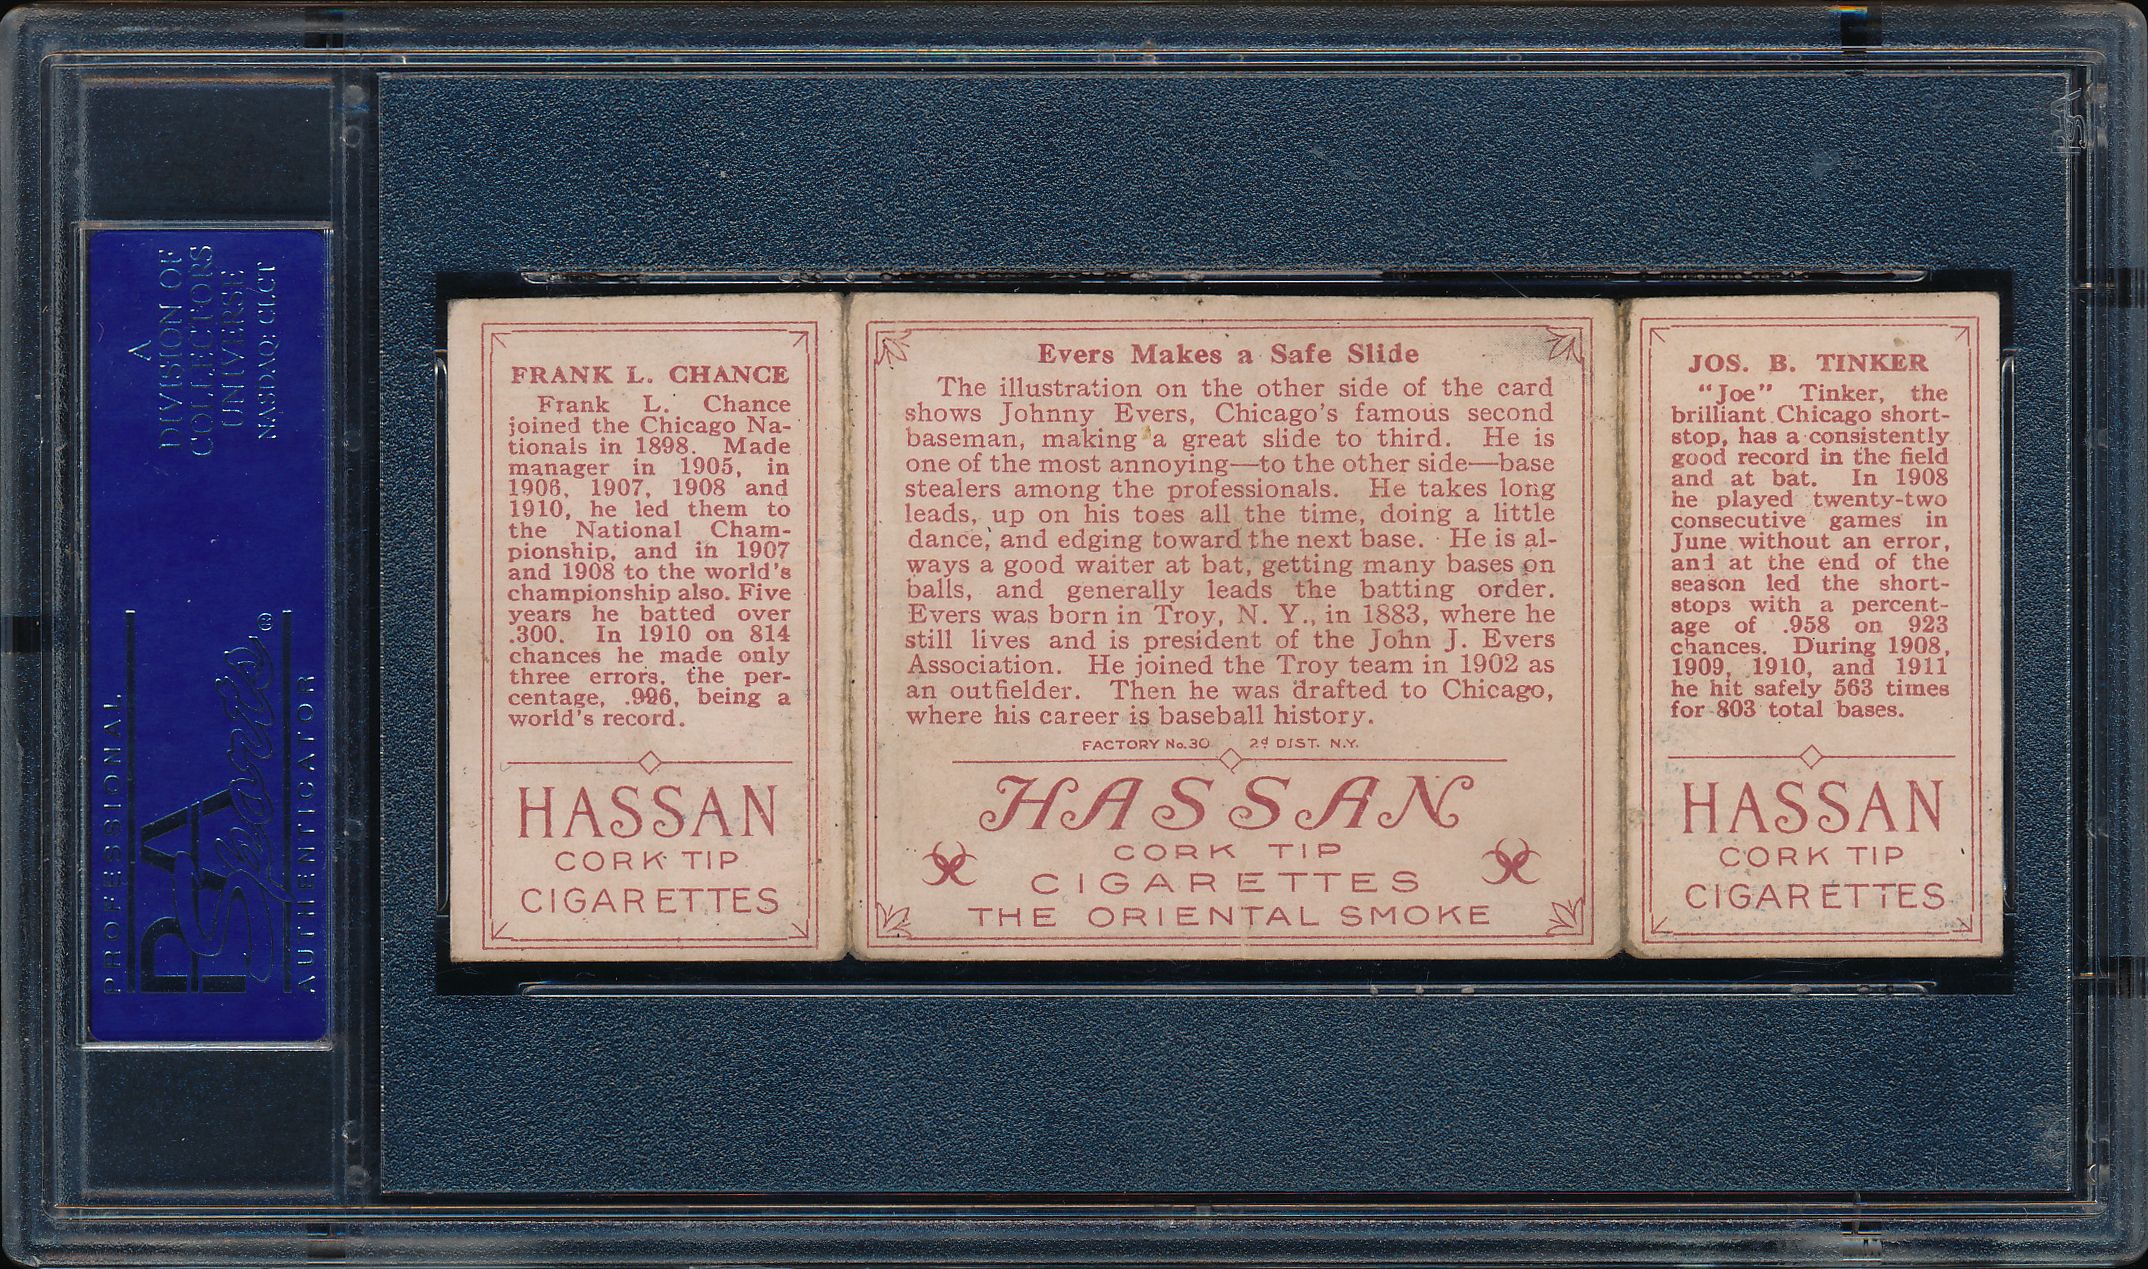 A
DIVISION OF
COLLECTORS
UNIVERSE
NASDAQ: CLCT
PROFESSIONAL
PSA
Sports®
AUTHENTICATOR
FRANK L. CHANCE
Frank L. Chance
joined the Chicago Na-
tionals in 1898. Made
manager in 1905, in
1906, 1907, 1908 and
1910, he led them to
the National Cham-
pionship, and in 1907
and 1908 to the world's
championship also. Five
years he batted over
.300. In 1910 on 814
chances he made only
three errors, the per-
centage, .996, being a
world's record.
HASSAN
CORK TIP
CIGARETTES
Evers Makes a Safe Slide
The illustration on the other side of the card
shows Johnny Evers, Chicago's famous second
baseman, making a great slide to third. He is
one of the most annoying—to the other side—base
stealers among the professionals. He takes long
leads, up on his toes all the time, doing a little
dance, and edging toward the next base. He is al-
ways a good waiter at bat, getting many bases on
balls, and generally leads the batting order.
Evers was born in Troy, N. Y., in 1883, where he
still lives and is president of the John J. Evers
Association. He joined the Troy team in 1902 as
an outfielder. Then he was drafted to Chicago,
where his career is baseball history.
FACTORY No. 30 2d DIST. N.Y.
HASSAN
CORK TIP
CIGARETTES
THE ORIENTAL SMOKE
JOS. B. TINKER
"Joe" Tinker, the
brilliant Chicago short-
stop, has a consistently
good record in the field
and at bat. In 1908
he played twenty-two
consecutive games in
June without an error,
and at the end of the
season led the short-
stops with a percent-
age of .958 on 923
chances. During 1908,
1909, 1910, and 1911
he hit safely 563 times
for 803 total bases.
HASSAN
CORK TIP
CIGARETTES